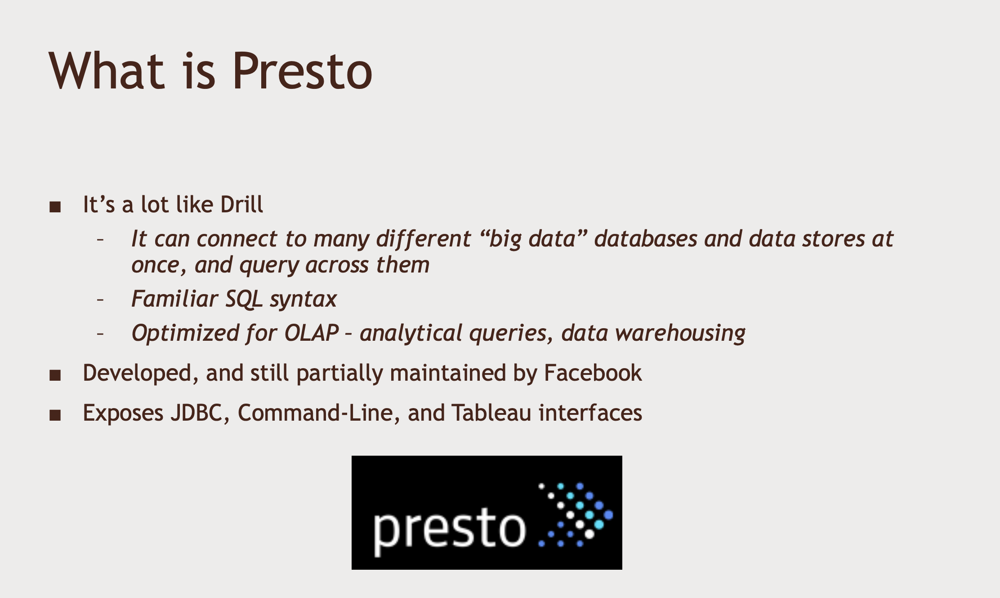 What is Presto
■ It’s a lot like Drill
– It can connect to many different “big data” databases and data stores at
once, and query across them
– Familiar SQL syntax
– Optimized for OLAP – analytical queries, data warehousing
■ Developed, and still partially maintained by Facebook
■ Exposes JDBC, Command-Line, and Tableau interfaces
presto